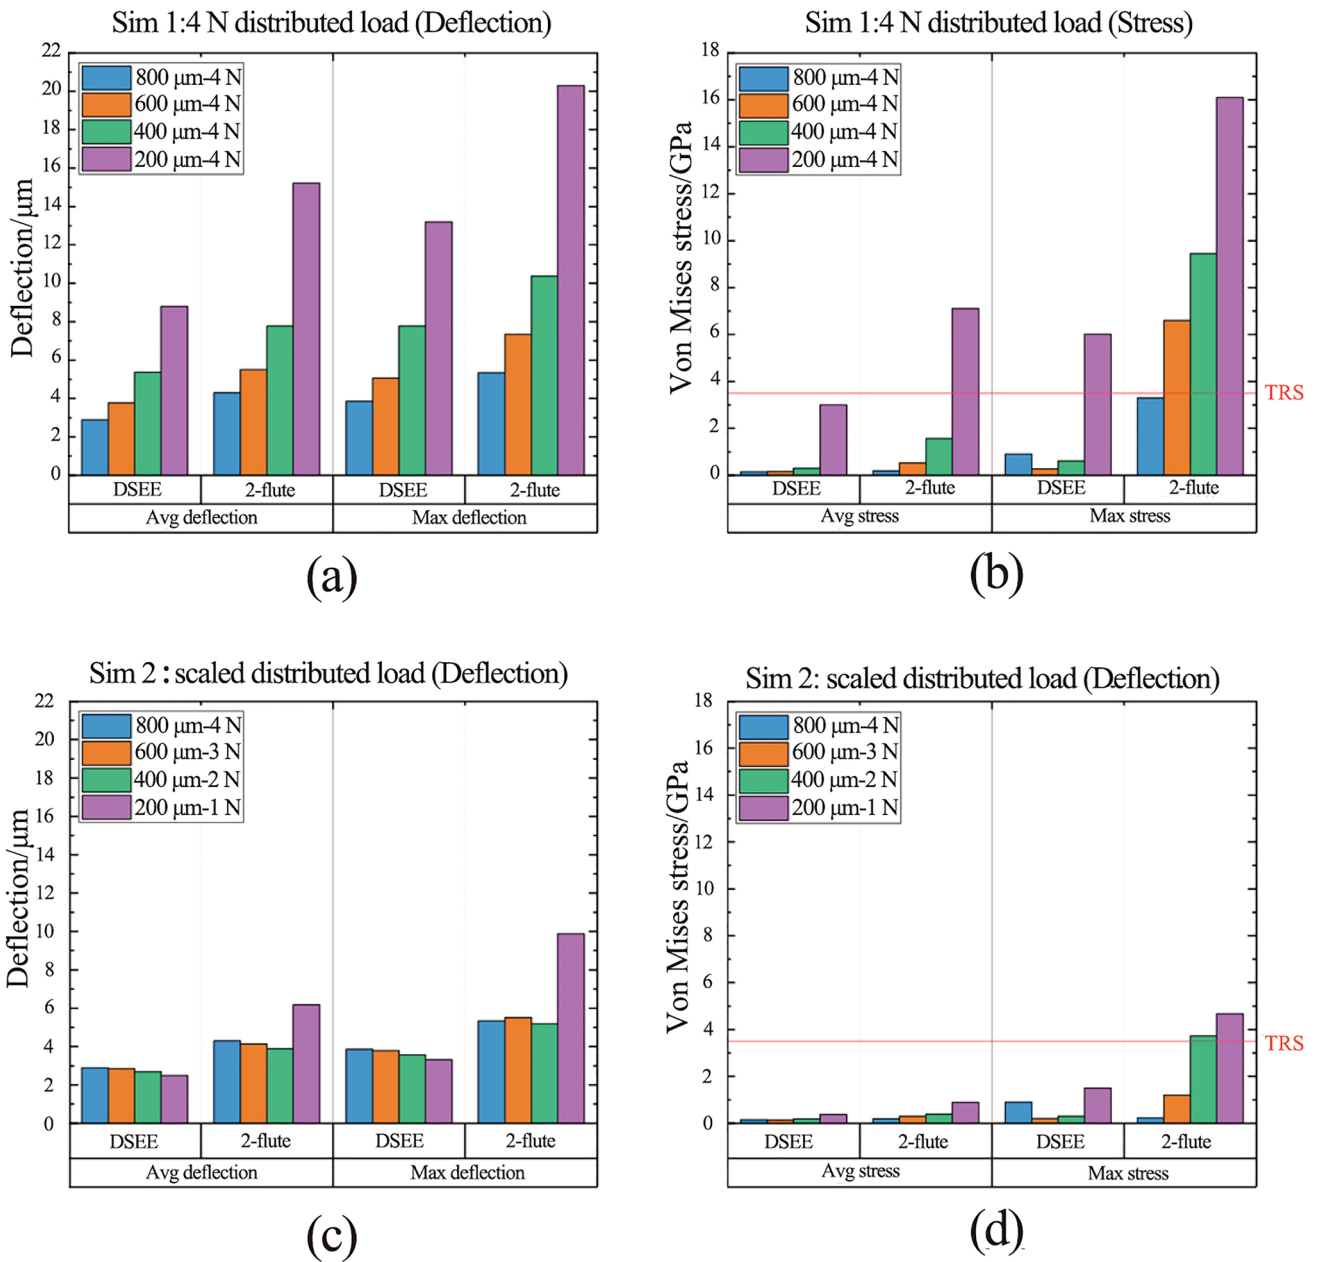 Sim 1:4 N distributed load (Deflection)
22
20
18
16
14
12
10
8
6
4
2
0
Deflection/μm
800 μm-4 N
600 μm-4 N
400 μm-4 N
200 μm-4 N
DSEE
2-flute
DSEE
2-flute
Avg deflection
Max deflection
(a)
Sim 1:4 N distributed load (Stress)
18
16
14
12
10
8
6
4
2
0
Von Mises stress/GPa
800 μm-4 N
600 μm-4 N
400 μm-4 N
200 μm-4 N
TRS
DSEE
2-flute
DSEE
2-flute
Avg stress
Max stress
(b)
Sim 2：scaled distributed load (Deflection)
22
20
18
16
14
12
10
8
6
4
2
0
Deflection/μm
800 μm-4 N
600 μm-3 N
400 μm-2 N
200 μm-1 N
DSEE
2-flute
DSEE
2-flute
Avg deflection
Max deflection
(c)
Sim 2: scaled distributed load (Deflection)
18
16
14
12
10
8
6
4
2
0
Von Mises stress/GPa
800 μm-4 N
600 μm-3 N
400 μm-2 N
200 μm-1 N
TRS
DSEE
2-flute
DSEE
2-flute
Avg stress
Max stress
(d)